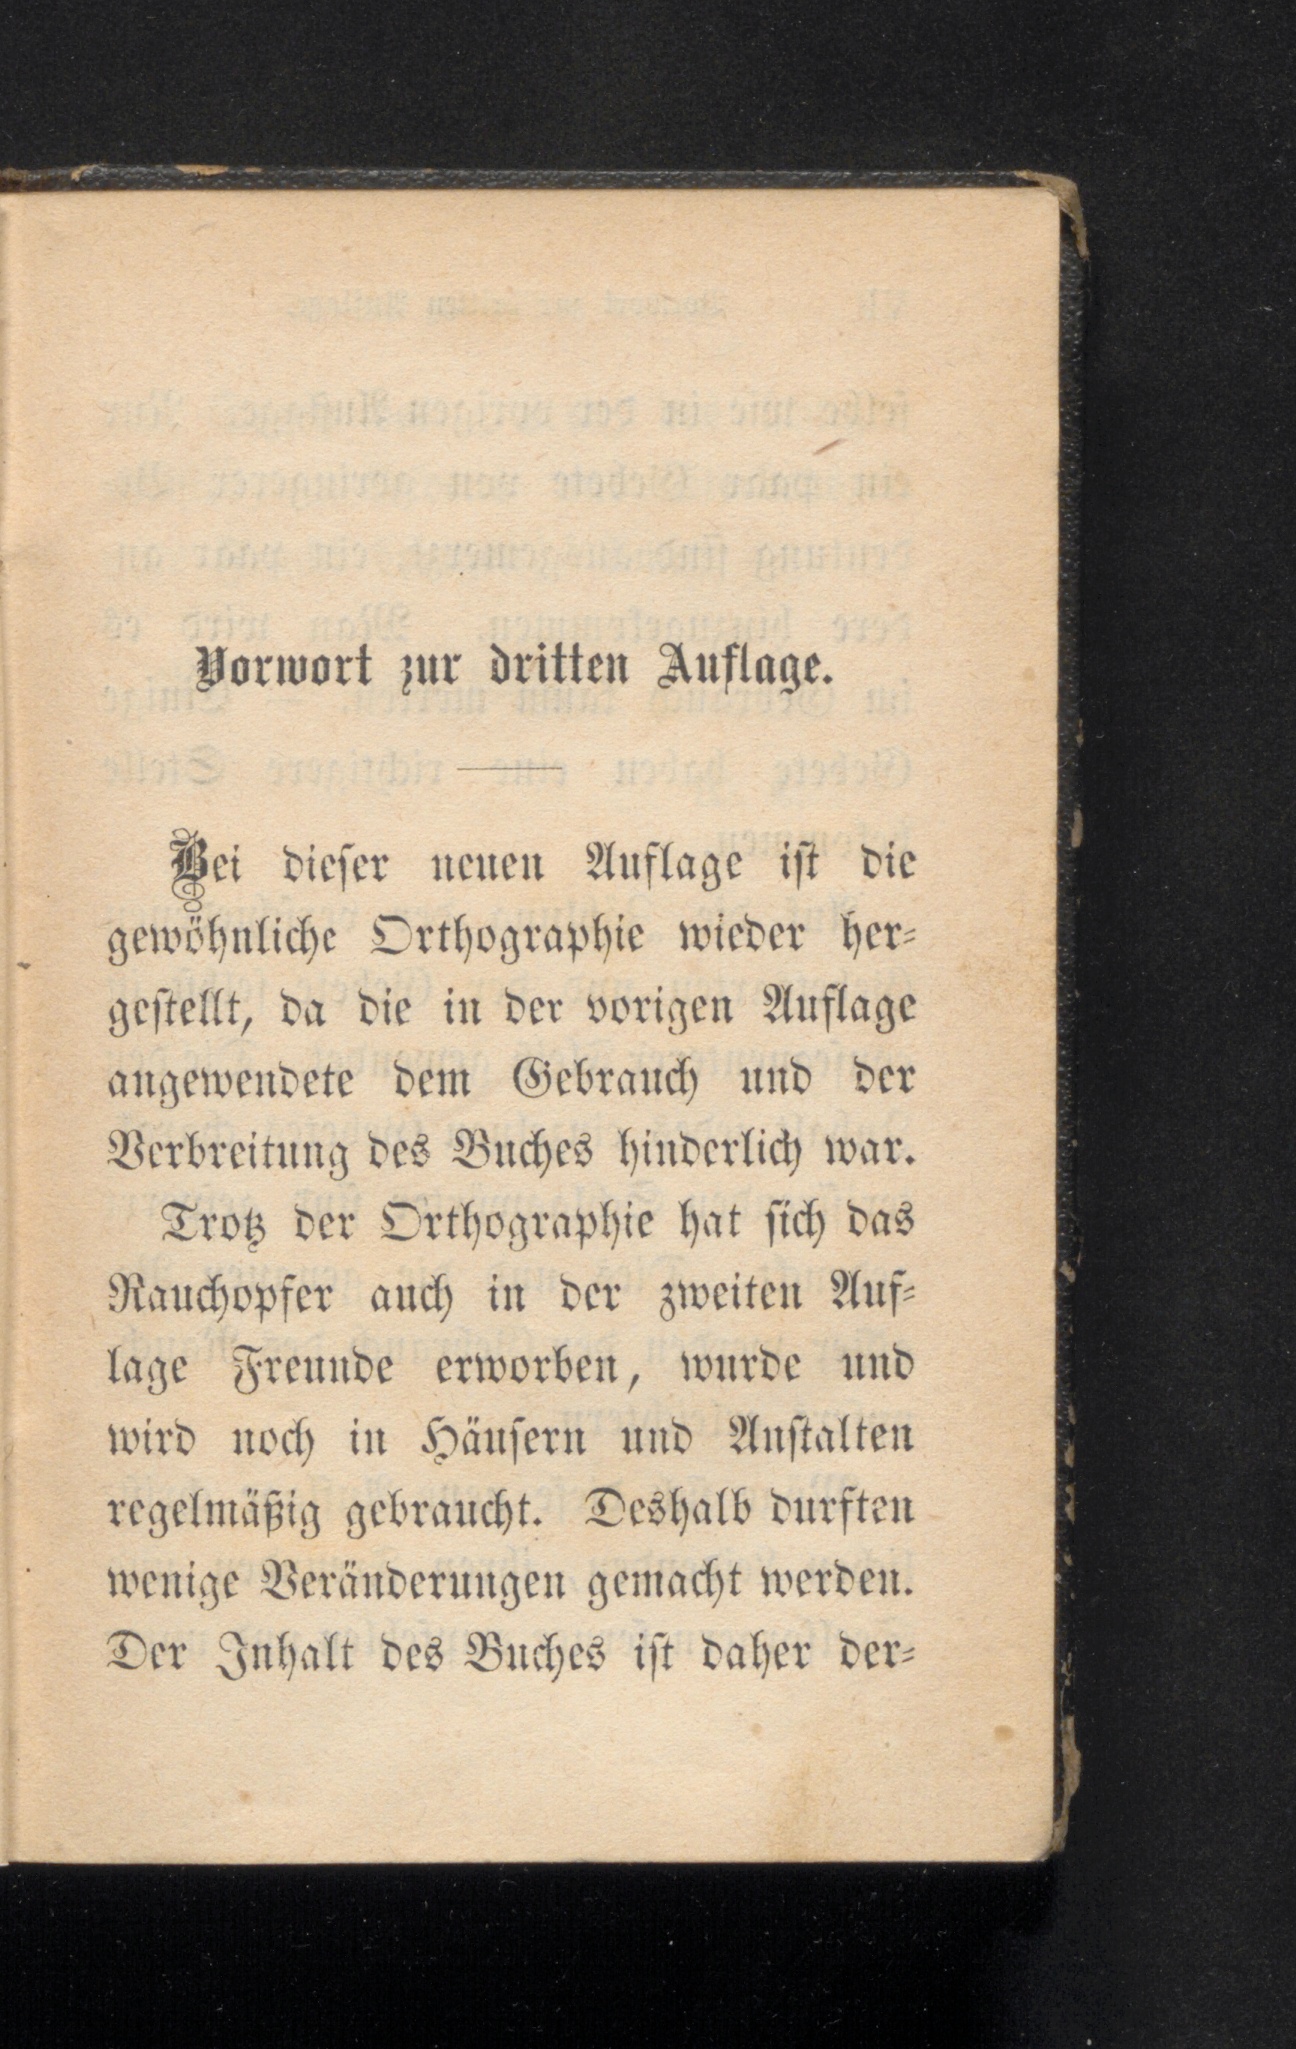 Vorwort zur dritten Auflage.
Bei dieſer neuen Auflage iſt die
gewöhnliche Orthographie wieder her⸗
geſtellt, da die in der vorigen Auflage
angewendete dem Gebrauch und der
Verbreitung des Buches hinderlich war.
Trotz der Orthographie hat ſich das
Rauchopfer auch in der zweiten Auf⸗
lage Freunde erworben, wurde und
wird noch in Häuſern und Anſtalten
regelmäßig gebraucht. Deshalb durften
wenige Veränderungen gemacht werden.
Der Inhalt des Buches iſt daher der⸗